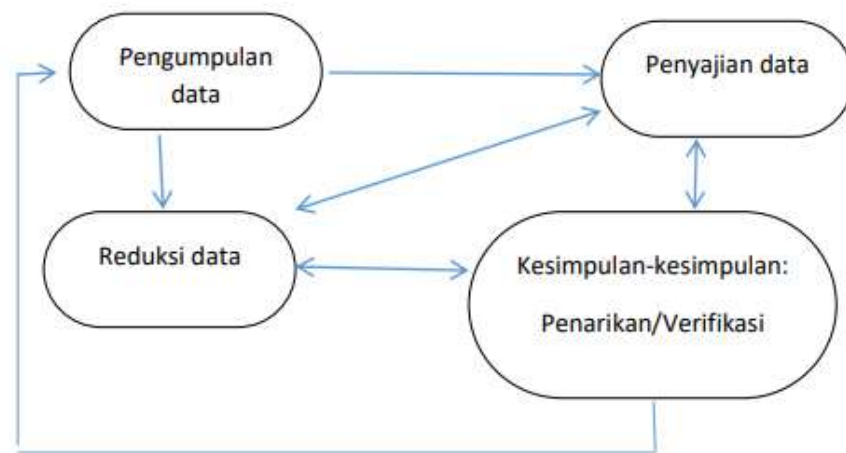 Pengumpulan
data
Penyajian data
Reduksi data
Kesimpulan-kesimpulan:
Penarikan/Verifikasi